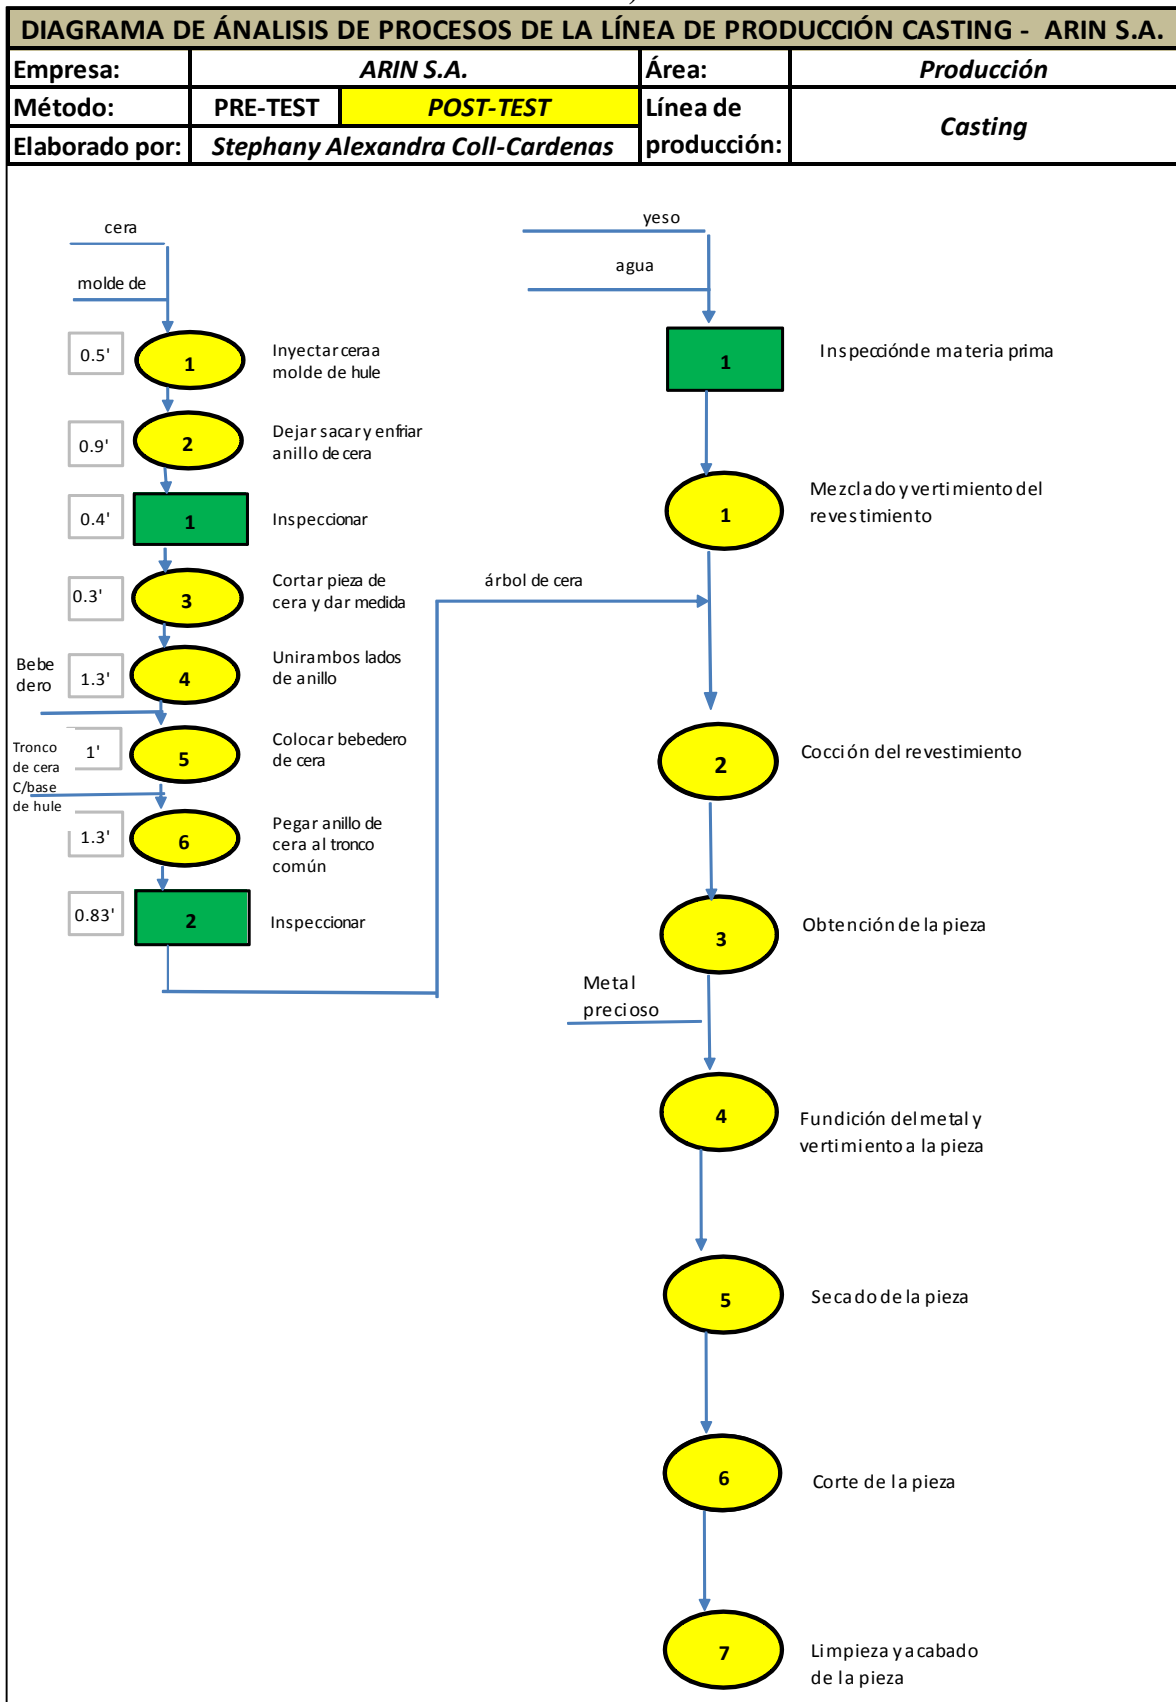 DIAGRAMA DE ÁNALISIS DE PROCESOS DE LA LÍNEA DE PRODUCCIÓN CASTING - ARIN S.A.
Empresa: ARIN S.A. Área: Producción
Método: PRE-TEST POST-TEST Línea de producción: Casting
Elaborado por: Stephany Alexandra Coll-Cardenas
cera
molde de
0.5'
1
Inyectar cera a
molde de hule
0.9'
2
Dejar sacar y enfriar
anillo de cera
0.4'
1
Inspeccionar
0.3'
3
Cortar pieza de
cera y dar medida
Bebe
dero
1.3'
4
Unir ambos lados
de anillo
Tronco
de cera
C/base
de hule
1'
5
Colocar bebedero
de cera
1.3'
6
Pegar anillo de
cera al tronco
común
0.83'
2
Inspeccionar
árbol de cera
yeso
agua
1
Inspección de materia prima
1
Mezclado y vertimiento del
revestimiento
2
Cocción del revestimiento
3
Obtención de la pieza
Metal
precioso
4
Fundición del metal y
vertimiento a la pieza
5
Secado de la pieza
6
Corte de la pieza
7
Limpieza y acabado
de la pieza